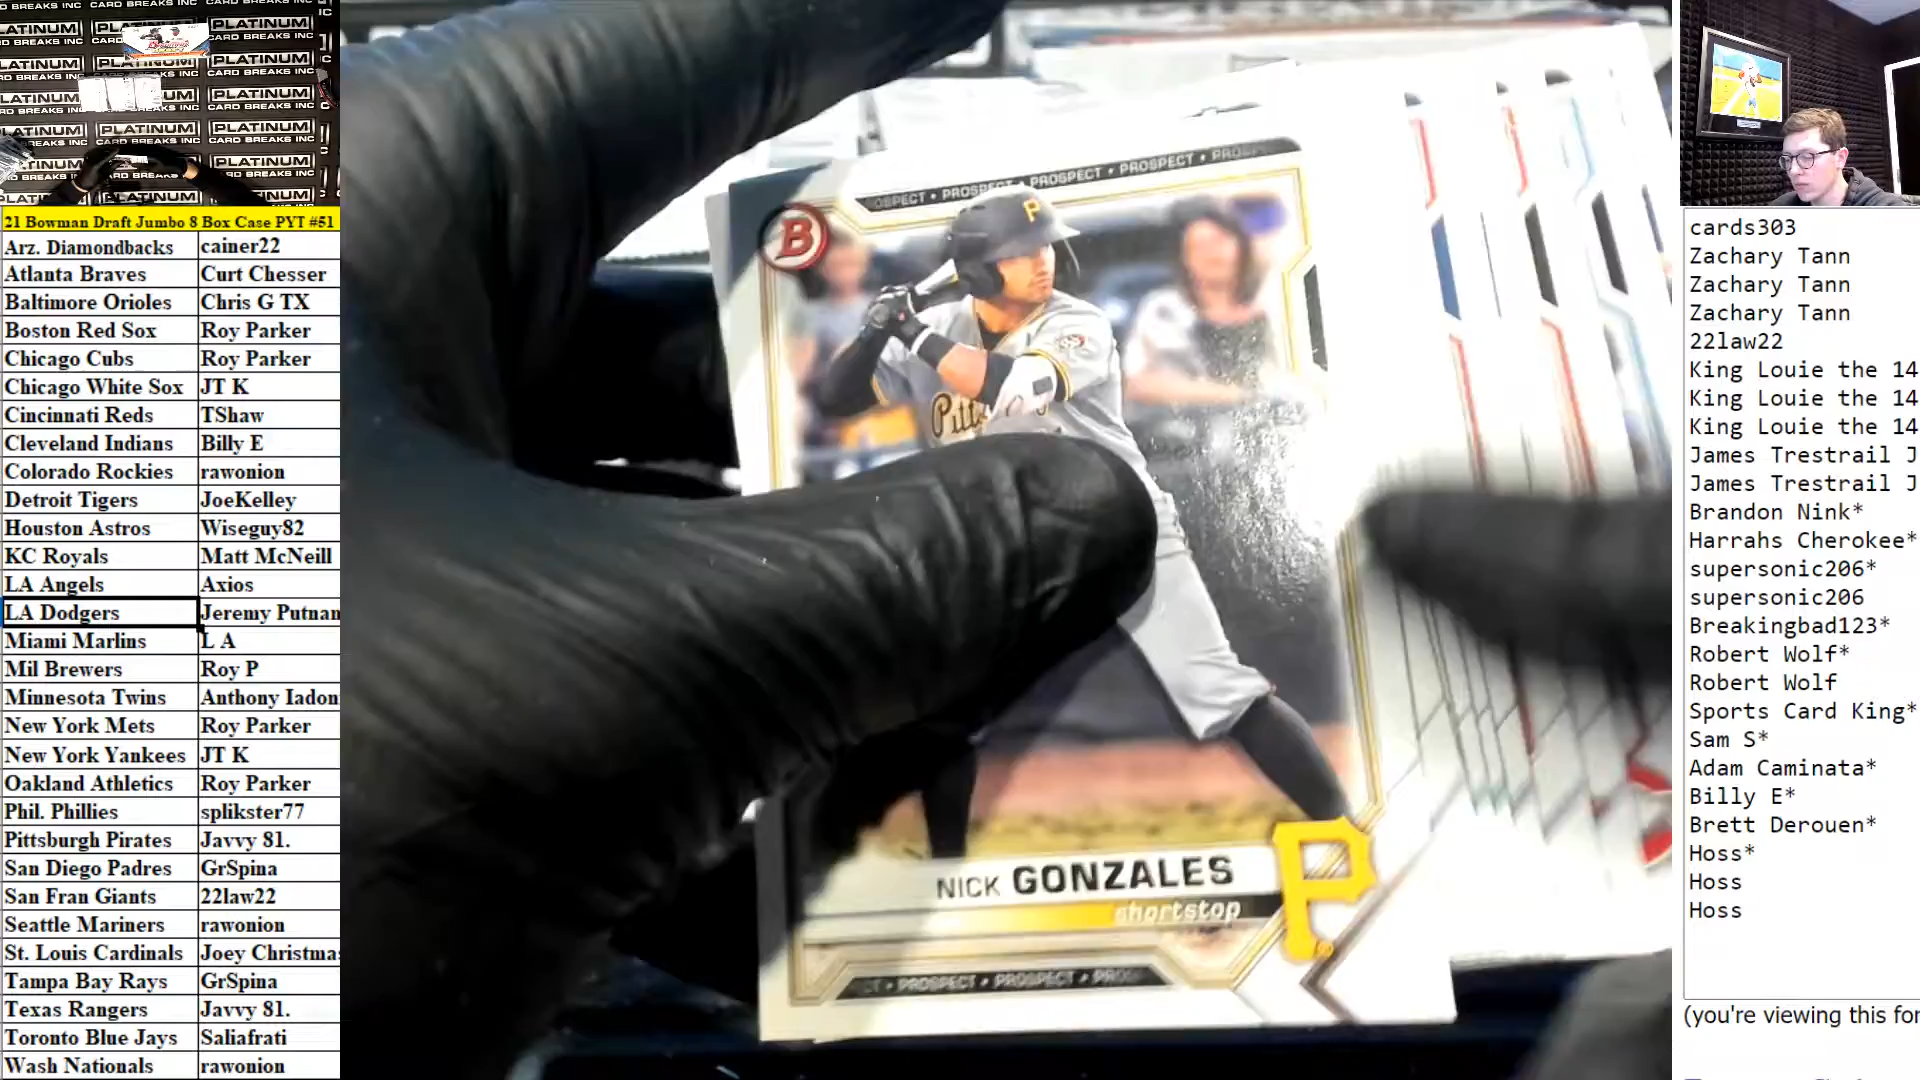 21 Bowman Draft Jumbo 8 Box Case PYT #51
Arz. Diamondbacks cainer22
Atlanta Braves Curt Chesser
Baltimore Orioles Chris G TX
Boston Red Sox Roy Parker
Chicago Cubs Roy Parker
Chicago White Sox JT K
Cincinnati Reds TShaw
Cleveland Indians Billy E
Colorado Rockies rawonion
Detroit Tigers JoeKelley
Houston Astros Wiseguy82
KC Royals Matt McNeill
LA Angels Axios
LA Dodgers Jeremy Putnan
Miami Marlins L A
Mil Brewers Roy P
Minnesota Twins Anthony Iadon
New York Mets Roy Parker
New York Yankees JT K
Oakland Athletics Roy Parker
Phil. Phillies splikster77
Pittsburgh Pirates Javvy 81.
San Diego Padres GrSpina
San Fran Giants 22law22
Seattle Mariners rawonion
St. Louis Cardinals Joey Christma
Tampa Bay Rays GrSpina
Texas Rangers Javvy 81.
Toronto Blue Jays Saliafrati
Wash Nationals rawonion
PLATINUM
CARD BREAKS INC
OSPECT • PROSPECT • PROSPECT • PROSPECT • PROSPE
B
P
Pitts
NICK GONZALES
shortstop
P
CT • PROSPECT • PROSPECT • PRO
cards303
Zachary Tann
Zachary Tann
Zachary Tann
22law22
King Louie the 14
King Louie the 14
King Louie the 14
James Trestrail J
James Trestrail J
Brandon Nink*
Harrahs Cherokee*
supersonic206*
supersonic206
Breakingbad123*
Robert Wolf*
Robert Wolf
Sports Card King*
Sam S*
Adam Caminata*
Billy E*
Brett Derouen*
Hoss*
Hoss
Hoss
(you're viewing this for